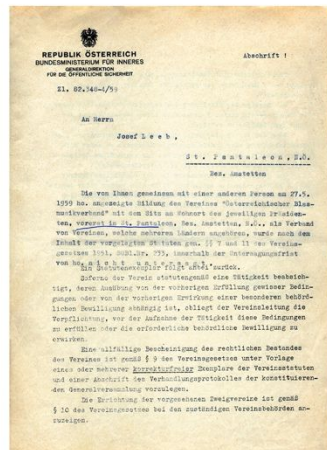 REPUBLIK ÖSTERREICH
BUNDESMINISTERIUM FÜR INNERES
GENERALDIREKTION
FÜR DIE ÖFFENTLICHE SICHERHEIT
Abschrift !
Zl. 82.340-4/59
An Herrn
Josef Leeb,
St. Pantaleon, N.Ö.
Bez. Amstetten
Die von Ihnen gemeinsam mit einer anderen Person am 27.5.
1959 ho. angezeigte Bildung des Vereines "Österreichischer Blas-
musikverband" mit dem Sitz am Wohnort des jeweiligen Präsiden-
ten, vorerst in St. Pantaleon, Bez. Amstetten, N.Ö., als Verband
von Vereinen, welche mehreren Ländern angehören, wurde nach dem
Inhalt der vorgelegten Statuten gem. §§ und 11 des Vereins-
gesetzes 1951, BGBl.Nr. 233, innerhalb der Untersagungsfrist
von ho. nicht untersagt.
Ein Statutenexemplar folgt anbei zurück.
Sofern der Verein statutengemäß eine Tätigkeit beabsich-
tigt, deren Ausübung von der vorherigen Erfüllung gewisser Bedin-
gungen oder von der vorherigen Erwirkung einer besonderen behörd-
lichen Bewilligung abhängig ist, obliegt der Vereinsleitung die
Verpflichtung, vor der Aufnahme der Tätigkeit diese Bedingungen
zu erfüllen oder die erforderliche behördliche Bewilligung zu
erwirken.
Eine allfällige Bescheinigung des rechtlichen Bestandes
des Vereines ist gemäß § 9 des Vereinsgesetzes unter Vorlage
eines oder mehrerer korrekturfreier Exemplare der Vereinsstatuten
und einer Abschrift des Verhandlungsprotokolles der konstituieren-
den Generalversammlung vorzulegen.
Die Errichtung der vorgesehenen Zweigvereine ist gemäß
§ 10 des Vereinsgesetzes bei den zuständigen Vereinsbehörden an-
zuzeigen.